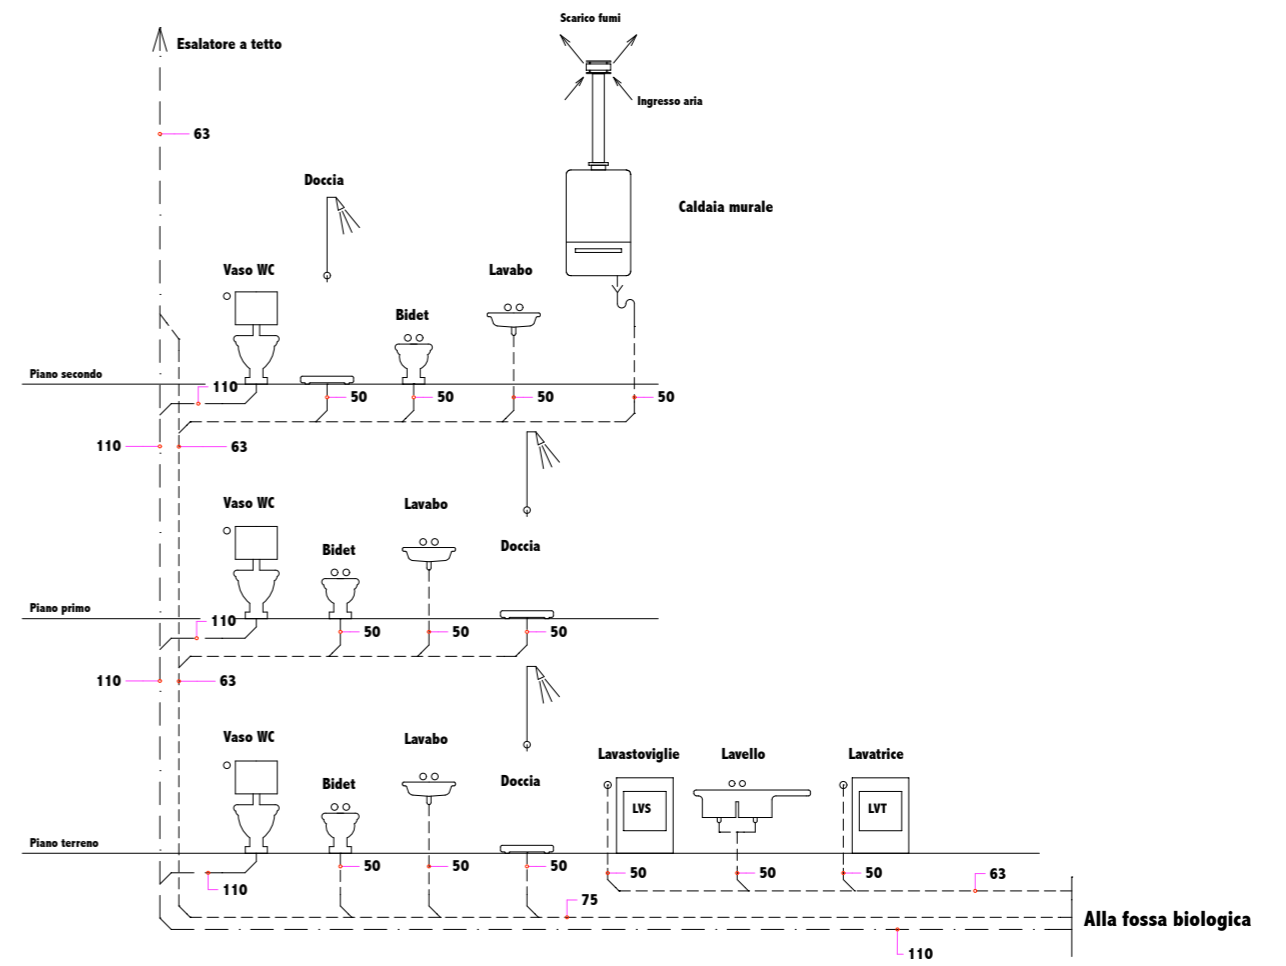 Scarico fumi
Esalatore a tetto
Ingresso aria
63
Doccia
Caldaia murale
Vaso WC
Lavabo
Bidet
Piano secondo
110
50
50
50
50
110
63
Vaso WC
Lavabo
Bidet
Doccia
Piano primo
110
50
50
50
110
63
Vaso WC
Lavabo
Lavastoviglie
Lavello
Lavatrice
Bidet
Doccia
LVS
LVT
Piano terreno
50
50
50
50
50
50
63
110
75
Alla fossa biologica
110